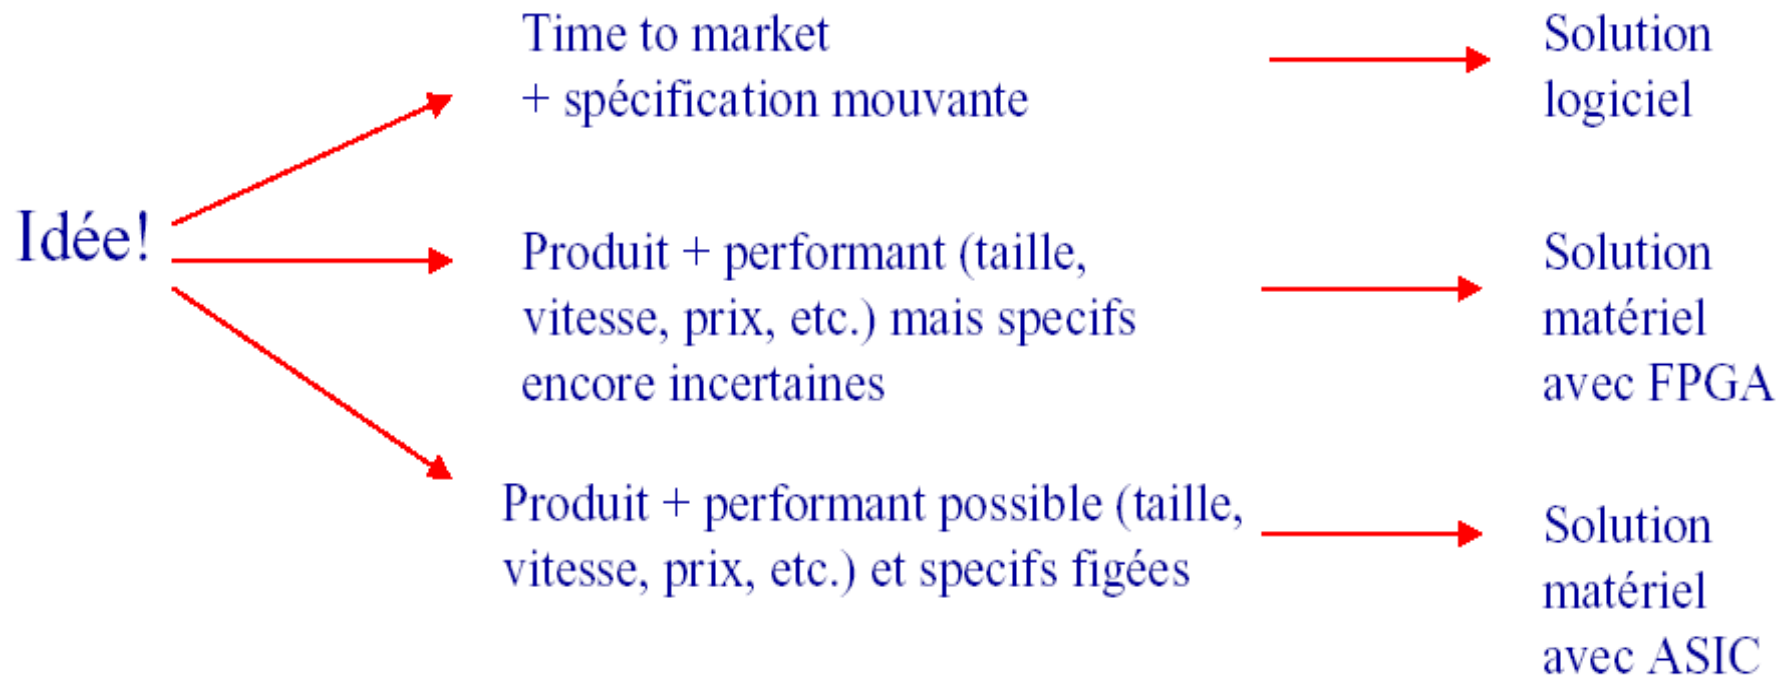 Idée!
Time to market
+ spécification mouvante
Solution
logiciel
Produit + performant (taille,
vitesse, prix, etc.) mais specifs
encore incertaines
Solution
matériel
avec FPGA
Produit + performant possible (taille,
vitesse, prix, etc.) et specifs figées
Solution
matériel
avec ASIC